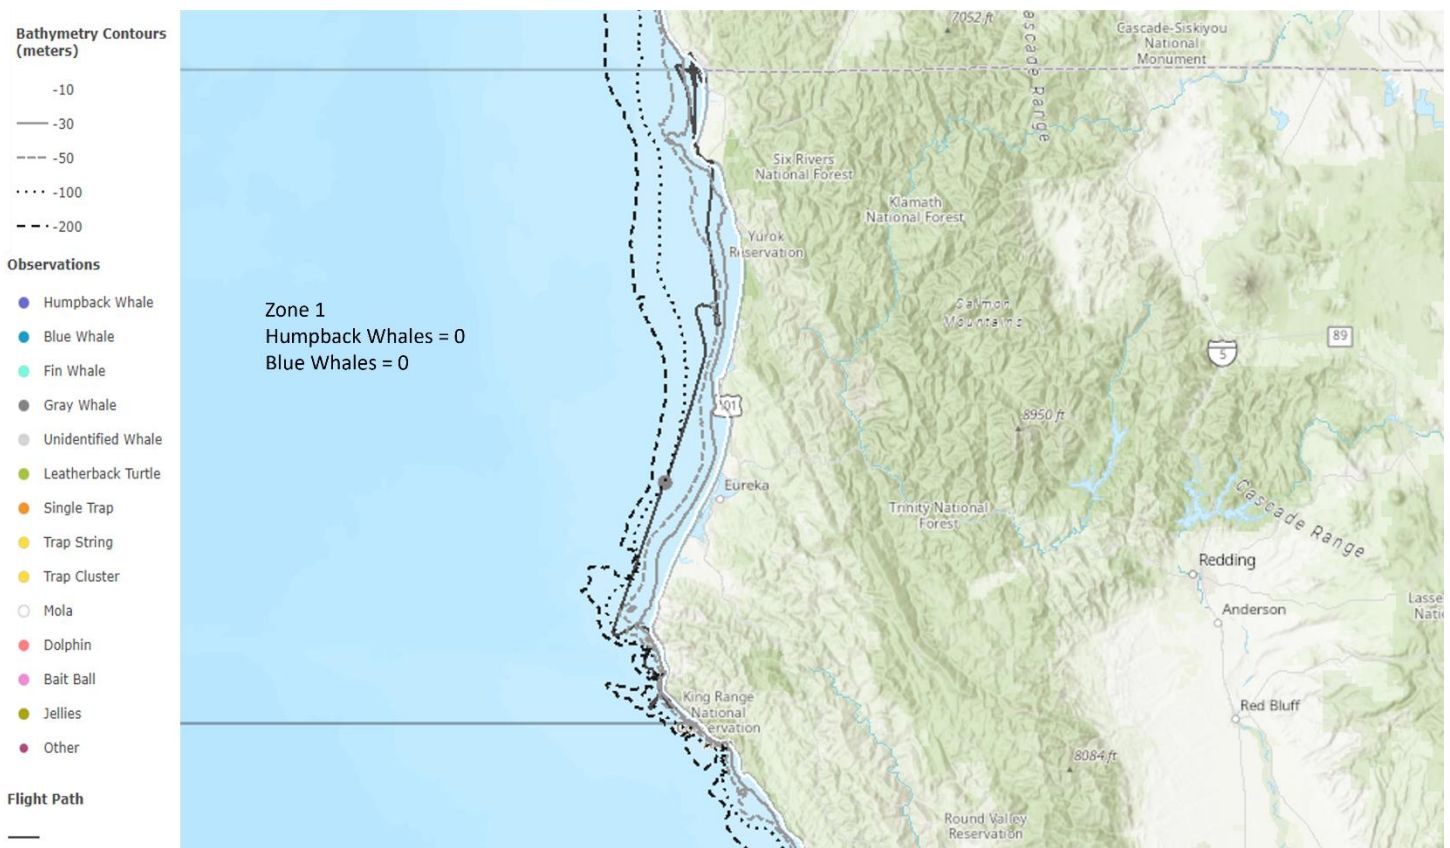 Bathymetry Contours
(meters)
-10
-30
-50
-100
-200
Observations
Humpback Whale
Blue Whale
Fin Whale
Gray Whale
Unidentified Whale
Leatherback Turtle
Single Trap
Trap String
Trap Cluster
Mola
Dolphin
Bait Ball
Jellies
Other
Flight Path
Zone 1
Humpback Whales = 0
Blue Whales = 0
7052 ft
ascade Range
Cascade-Siskiyou
National
Monument
Six Rivers
National Forest
Klamath
National Forest
Yurok
Reservation
Salmon
Mountains
5
89
101
8950 ft
Eureka
Trinity National
Forest
Cascade Range
Redding
Anderson
Lasse
Natio
King Range
National
servation
Red Bluff
8084 ft
Round Valley
Reservation